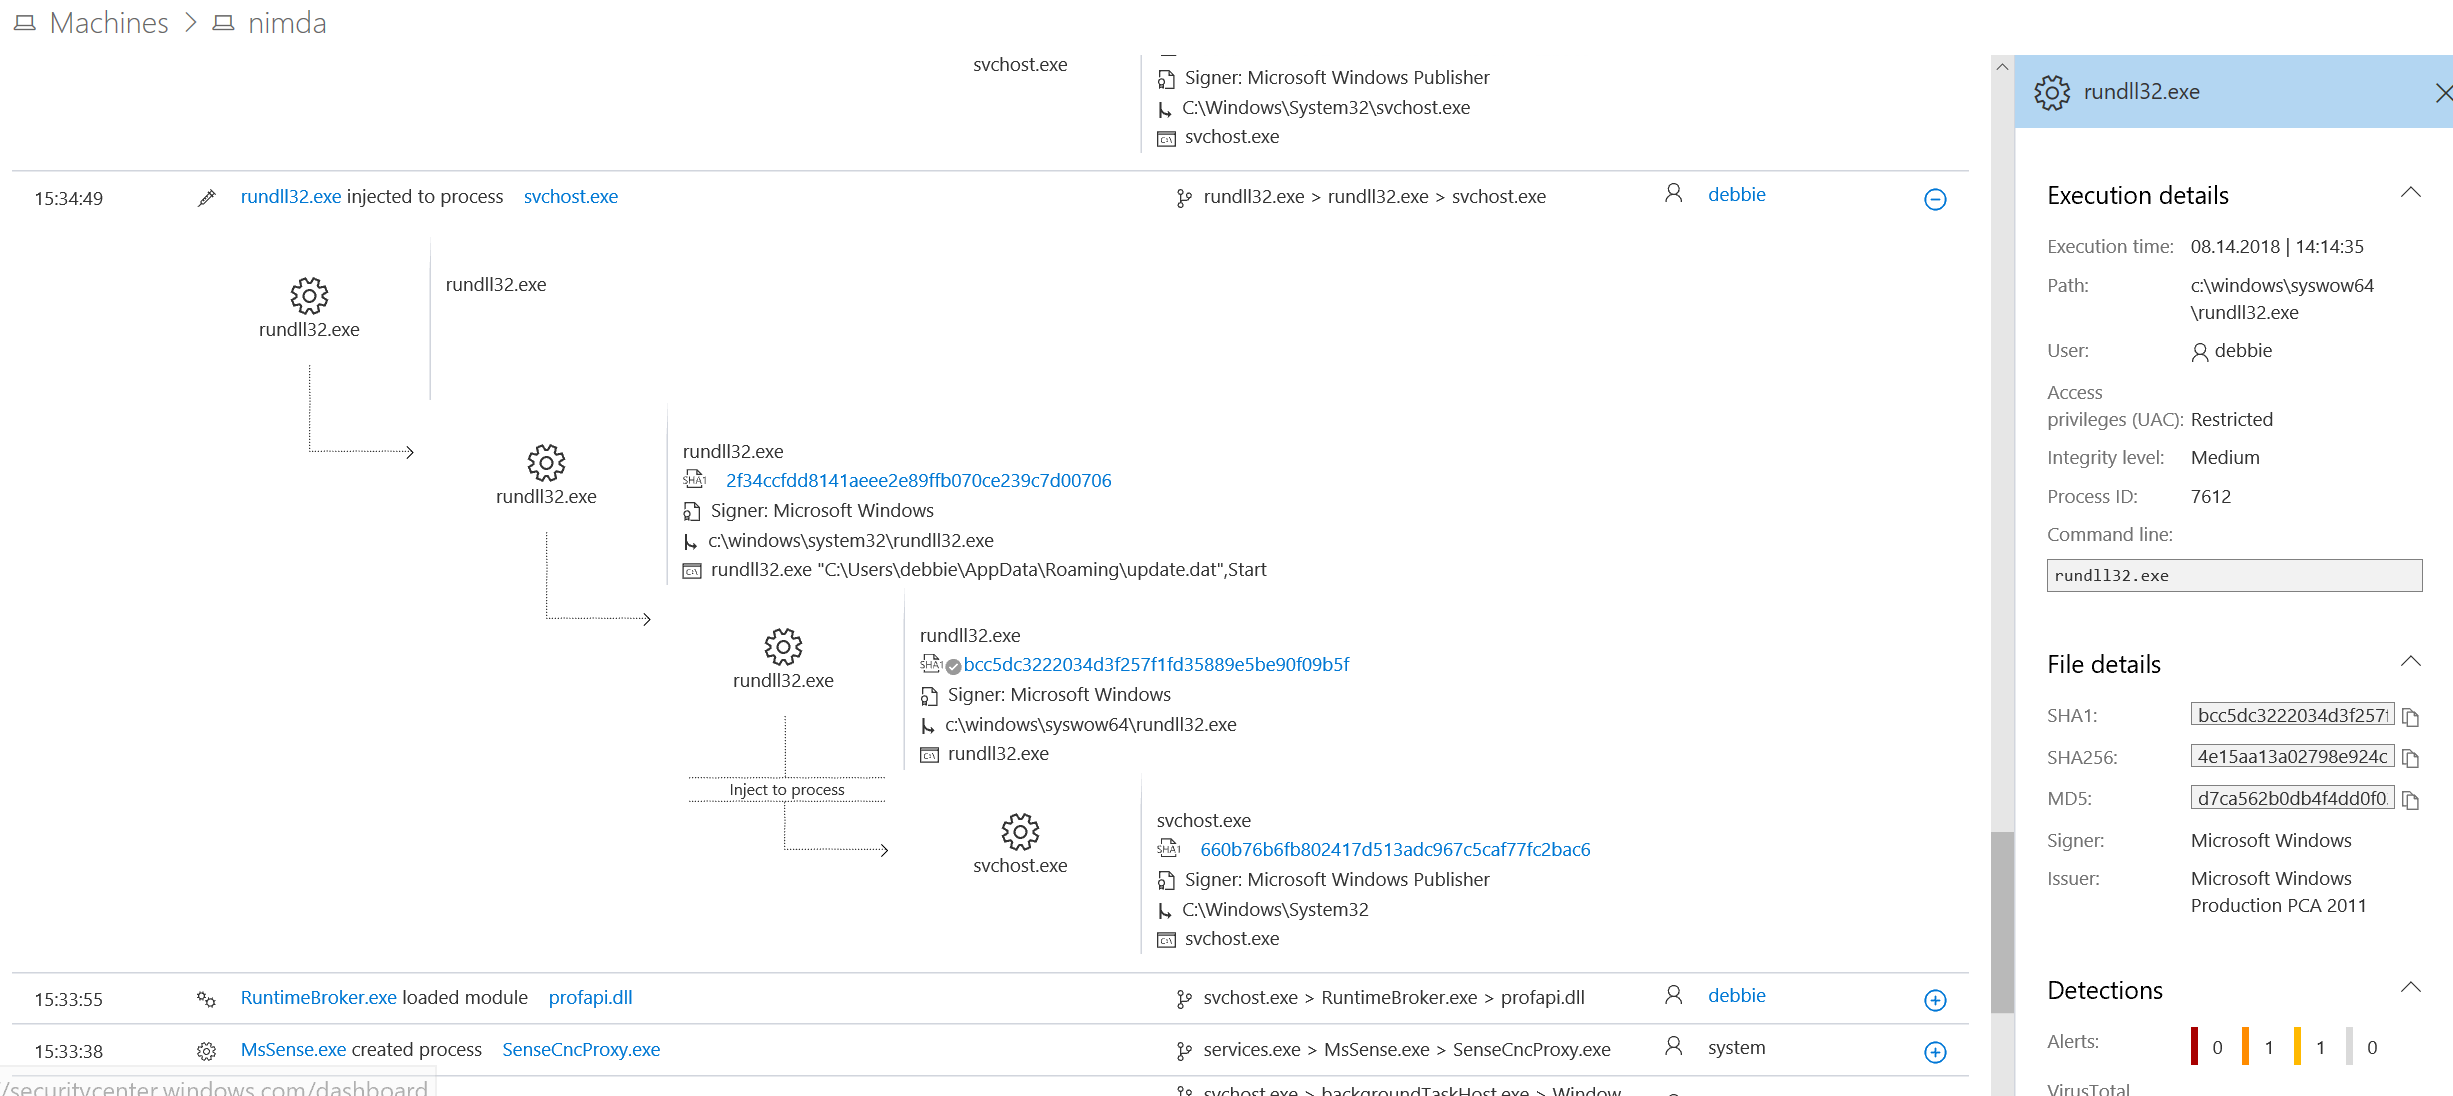 Machines > nimda
svchost.exe
Signer: Microsoft Windows Publisher
C:\Windows\System32\svchost.exe
svchost.exe
15:34:49 rundll32.exe injected to process svchost.exe rundll32.exe > rundll32.exe > svchost.exe debbie
rundll32.exe
rundll32.exe
rundll32.exe
SHA1 2f34ccfdd8141aeee2e89ffb070ce239c7d00706
rundll32.exe
Signer: Microsoft Windows
c:\windows\system32\rundll32.exe
rundll32.exe "C:\Users\debbie\AppData\Roaming\update.dat",Start
rundll32.exe
SHA1 bcc5dc3222034d3f257f1fd35889e5be90f09b5f
rundll32.exe
Signer: Microsoft Windows
c:\windows\syswow64\rundll32.exe
rundll32.exe
Inject to process
svchost.exe
SHA1 660b76b6fb802417d513adc967c5caf77fc2bac6
svchost.exe
Signer: Microsoft Windows Publisher
C:\Windows\System32
svchost.exe
15:33:55 RuntimeBroker.exe loaded module profapi.dll svchost.exe > RuntimeBroker.exe > profapi.dll debbie
15:33:38 MsSense.exe created process SenseCncProxy.exe services.exe > MsSense.exe > SenseCncProxy.exe system
svchost.exe > backgroundTaskHost.exe > Window
/securitycenter.windows.com/dashboard
rundll32.exe
Execution details
Execution time: 08.14.2018 | 14:14:35
Path: c:\windows\syswow64
\rundll32.exe
User: debbie
Access
privileges (UAC): Restricted
Integrity level: Medium
Process ID: 7612
Command line:
rundll32.exe
File details
SHA1: bcc5dc3222034d3f257f
SHA256: 4e15aa13a02798e924c
MD5: d7ca562b0db4f4dd0f0
Signer: Microsoft Windows
Issuer: Microsoft Windows
Production PCA 2011
Detections
Alerts: 0 1 1 0
VirusTotal